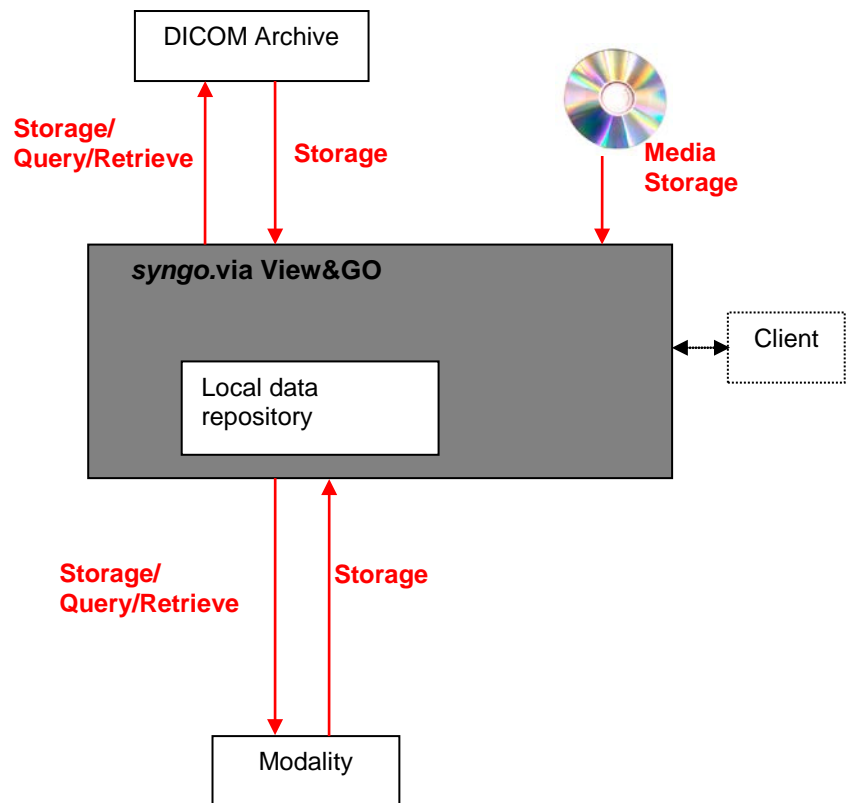 DICOM Archive
Storage/
Query/Retrieve
Storage
Media
Storage
syngo.via View&GO
Client
Local data
repository
Storage/
Query/Retrieve
Storage
Modality